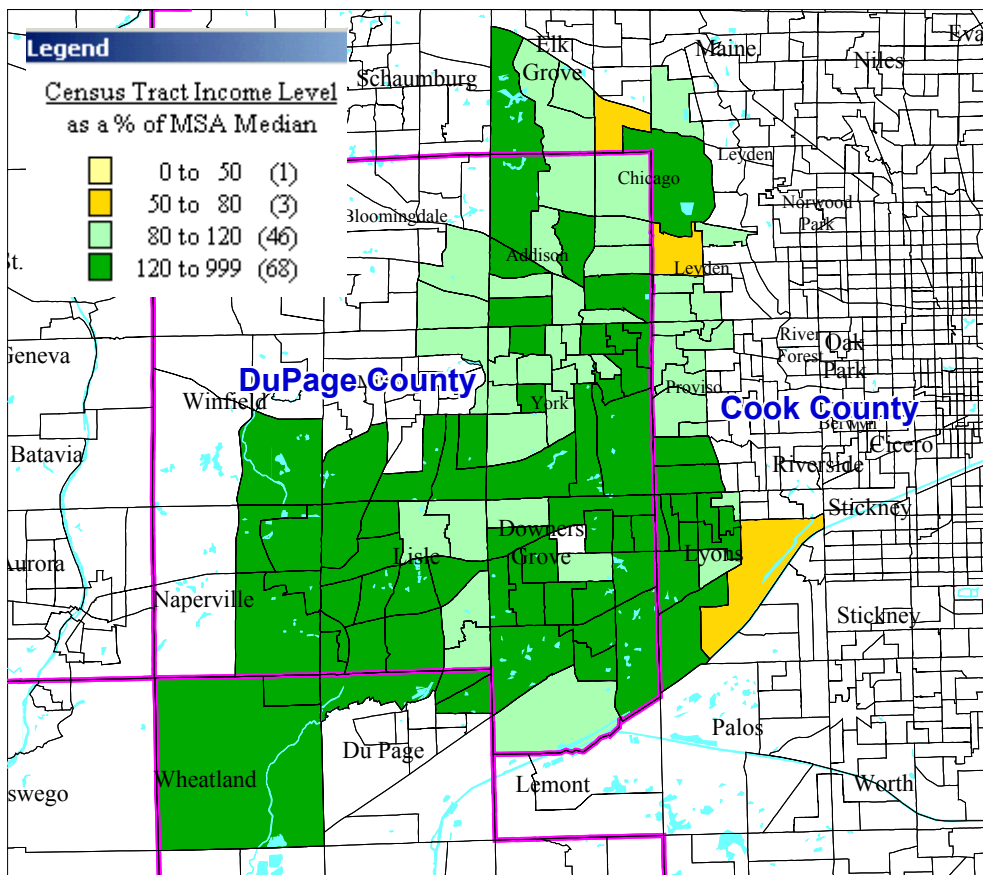 Legend
Census Tract Income Level
as a % of MSA Median
0 to 50 (1)
50 to 80 (3)
80 to 120 (46)
120 to 999 (68)
Eva
Elk
Grove
Maine
Niles
Schaumburg
Leyden
Chicago
Norwood
Park
Bloomingdale
Addison
Leyden
St.
River
Forest
Oak
Park
Geneva
DuPage County
Winfield
York
Proviso
Cook County
Berwyn
Cicero
Batavia
Riverside
Stickney
Downers
Grove
Lisle
Lyons
Aurora
Naperville
Stickney
Palos
Du Page
Wheatland
Lemont
Worth
swego